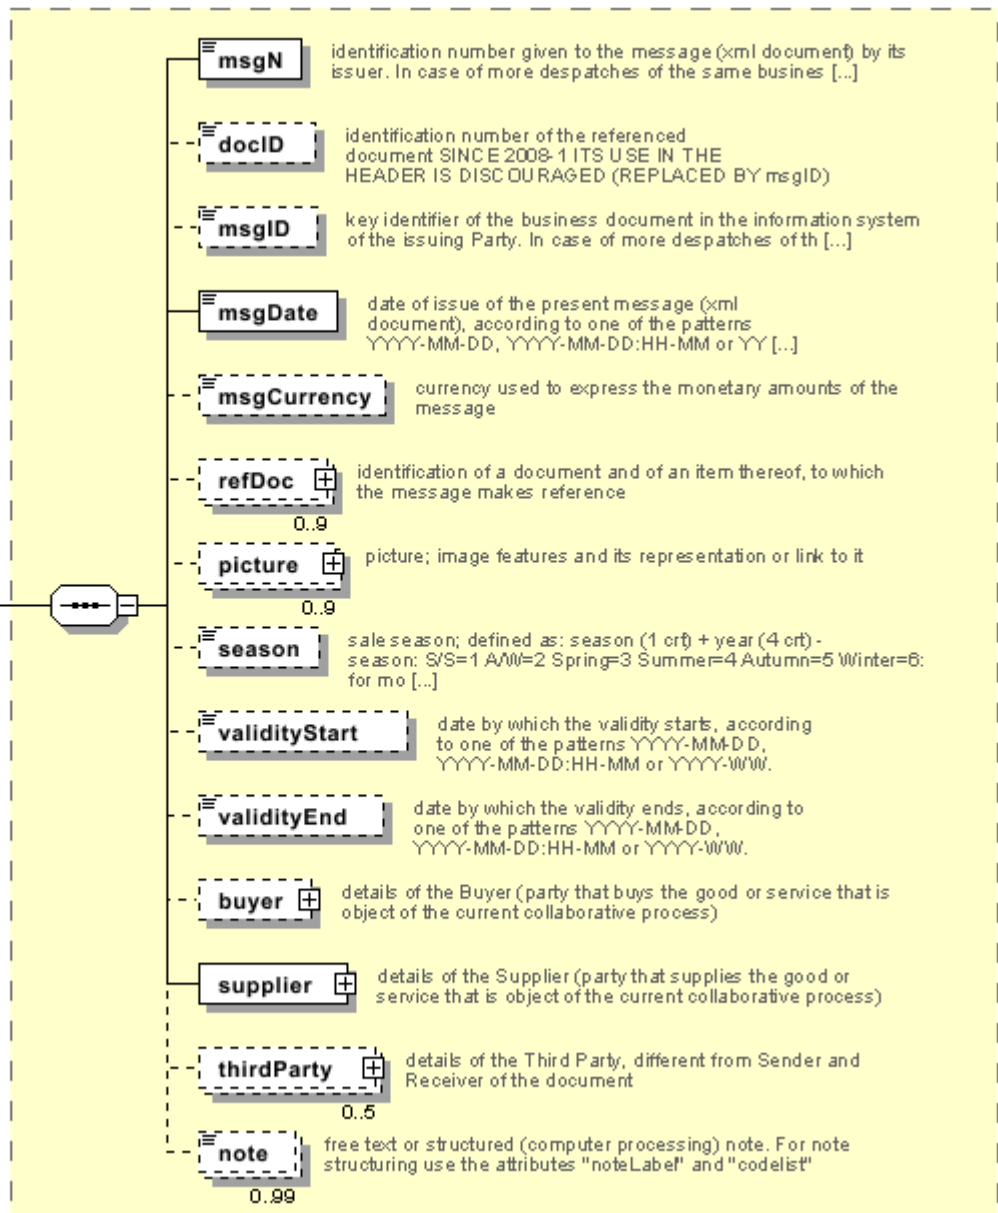 msgN
identification number given to the message (xml document) by its
issuer. In case of more despatches of the same busines [...]
docID
identification number of the referenced
document SINCE 2008-1 ITS USE IN THE
HEADER IS DISCOURAGED (REPLACED BY msgID)
msgID
key identifier of the business document in the information system
of the issuing Party. In case of more despatches of th [...]
msgDate
date of issue of the present message (xml
document), according to one of the patterns
YYYY-MM-DD, YYYY-MM-DD:HH-MM or YY [...]
msgCurrency
currency used to express the monetary amounts of the
message
refDoc
identification of a document and of an item thereof, to which
the message makes reference
0..9
picture
picture; image features and its representation or link to it
0..9
season
sale season; defined as: season (1 crt) + year (4 crt) -
season: S/S=1 A/W=2 Spring=3 Summer=4 Autumn=5 Winter=6:
for mo [...]
validityStart
date by which the validity starts, according
to one of the patterns YYYY-MM-DD,
YYYY-MM-DD:HH-MM or YYYY-WW.
validityEnd
date by which the validity ends, according to
one of the patterns YYYY-MM-DD,
YYYY-MM-DD:HH-MM or YYYY-WW.
buyer
details of the Buyer (party that buys the good or service that is
object of the current collaborative process)
supplier
details of the Supplier (party that supplies the good or
service that is object of the current collaborative process)
thirdParty
details of the Third Party, different from Sender and
Receiver of the document
0..5
note
free text or structured (computer processing) note. For note
structuring use the attributes "noteLabel" and "codelist"
0..99